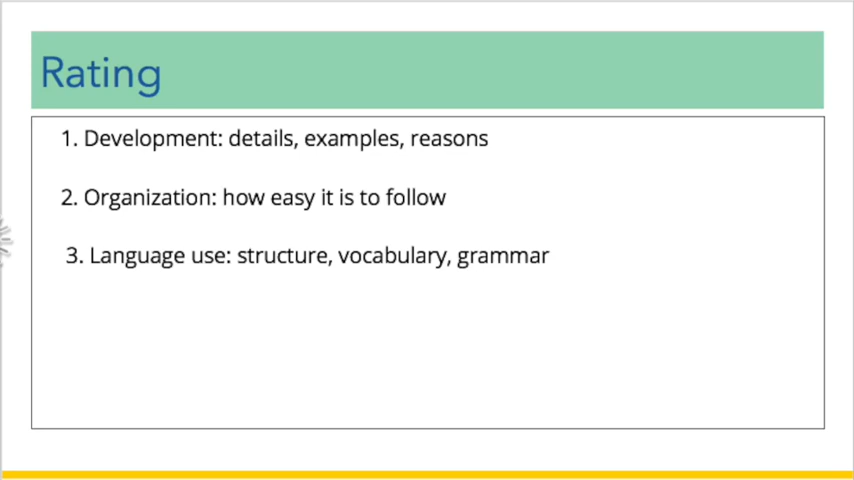 Rating
1. Development: details, examples, reasons
2. Organization: how easy it is to follow
3. Language use: structure, vocabulary, grammar